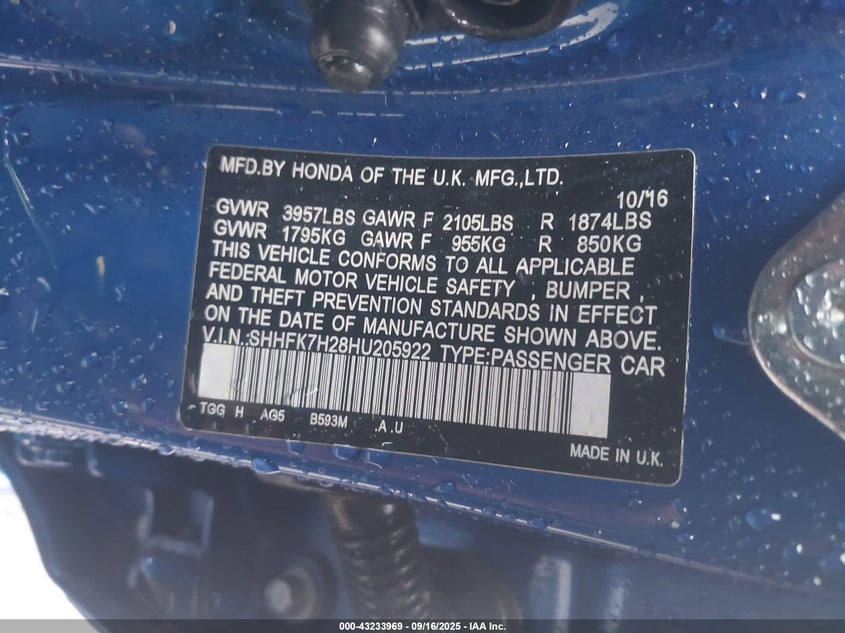 MFD.BY HONDA OF THE U.K. MFG.,LTD.
10/16
GVWR 3957LBS GAWR F 2105LBS R 1874LBS
GVWR 1795KG GAWR F 955KG R 850KG
THIS VEHICLE CONFORMS TO ALL APPLICABLE
FEDERAL MOTOR VEHICLE SAFETY , BUMPER ,
AND THEFT PREVENTION STANDARDS IN EFFECT
ON THE DATE OF MANUFACTURE SHOWN ABOVE.
V.I.N.:SHHFK7H28HU205922 TYPE:PASSENGER CAR
TGG H AG5 B593M .A .U
MADE IN U.K.
000-43233969 - 09/16/2025 - IAA Inc.